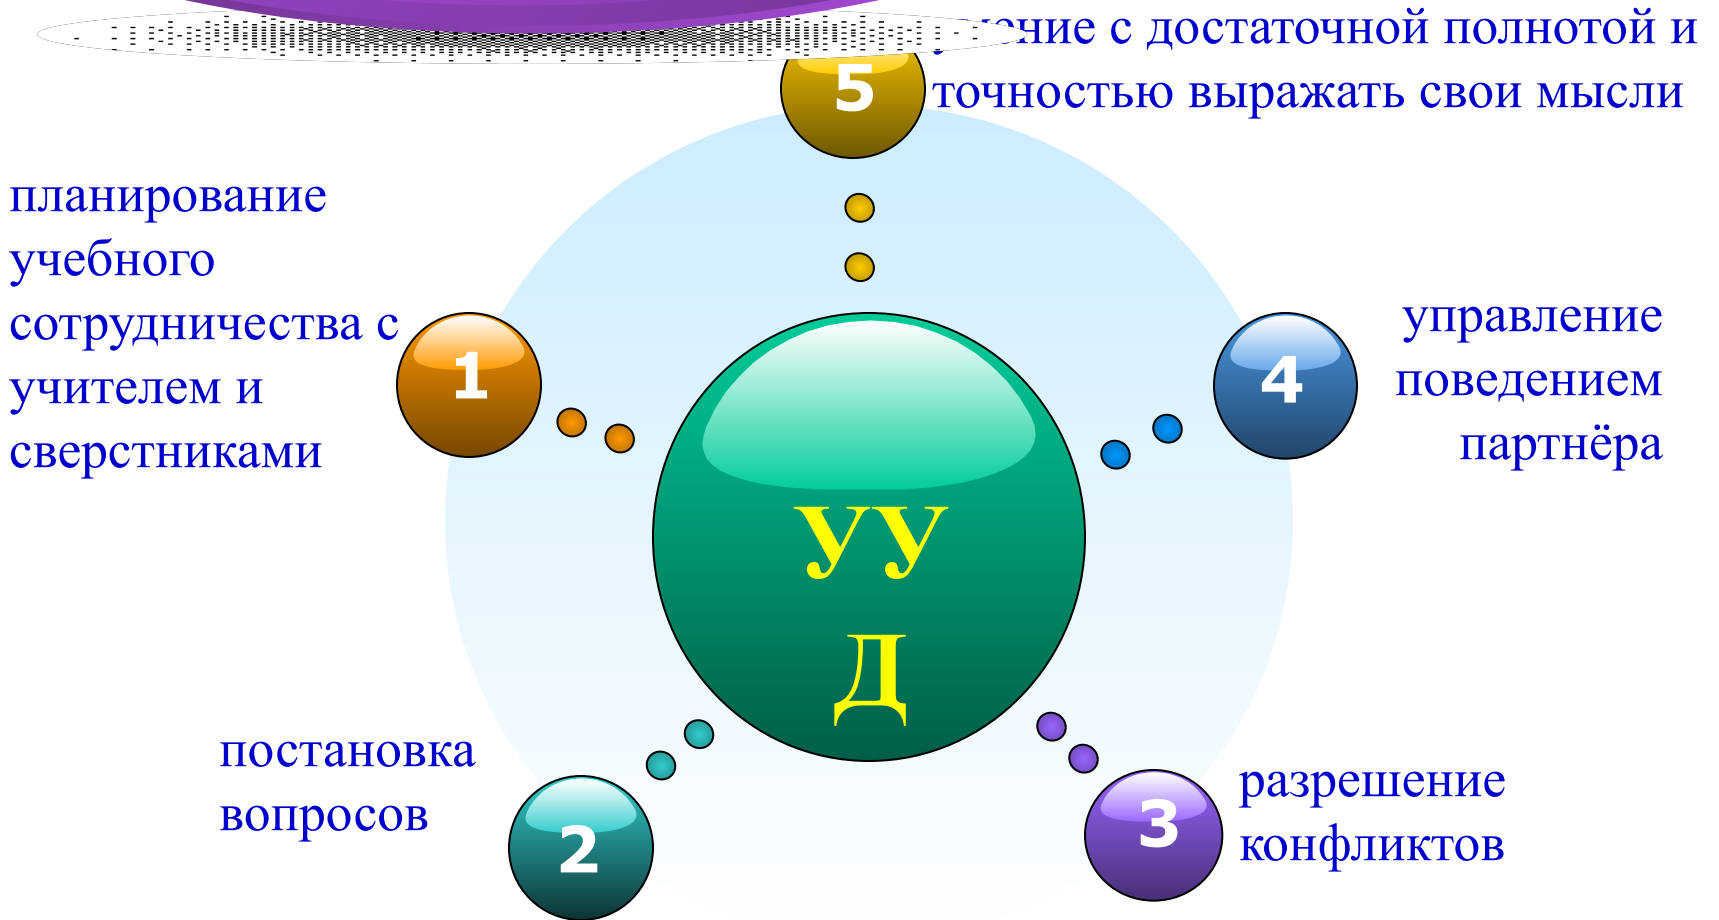 с достаточной полнотой и
точностью выражать свои мысли
5
планирование
учебного
сотрудничества с
учителем и
сверстниками
1
управление
поведением
партнёра
4
УУ
Д
постановка
вопросов
2
разрешение
конфликтов
3